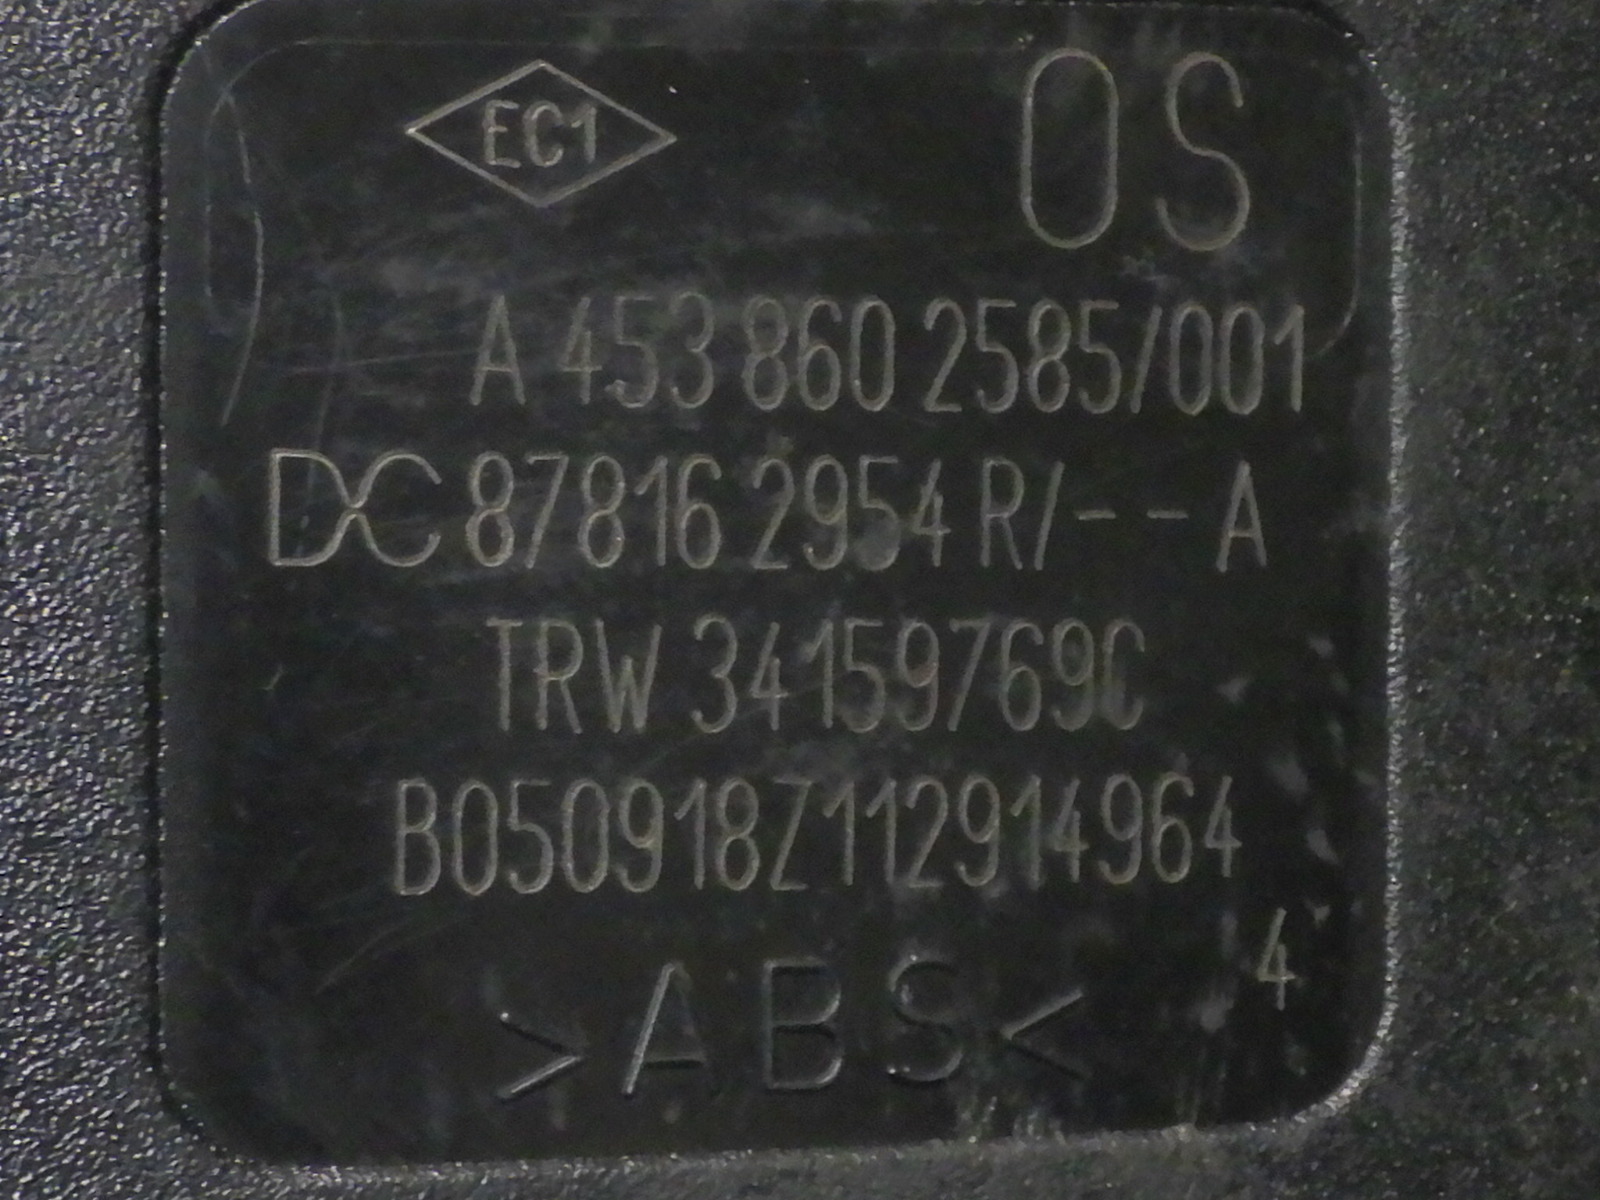 EC1 OS
A 453 860 2585/001
DC 87816 2954 R/--A
TRW 34159769C
B050918Z112914964
4
>ABS<